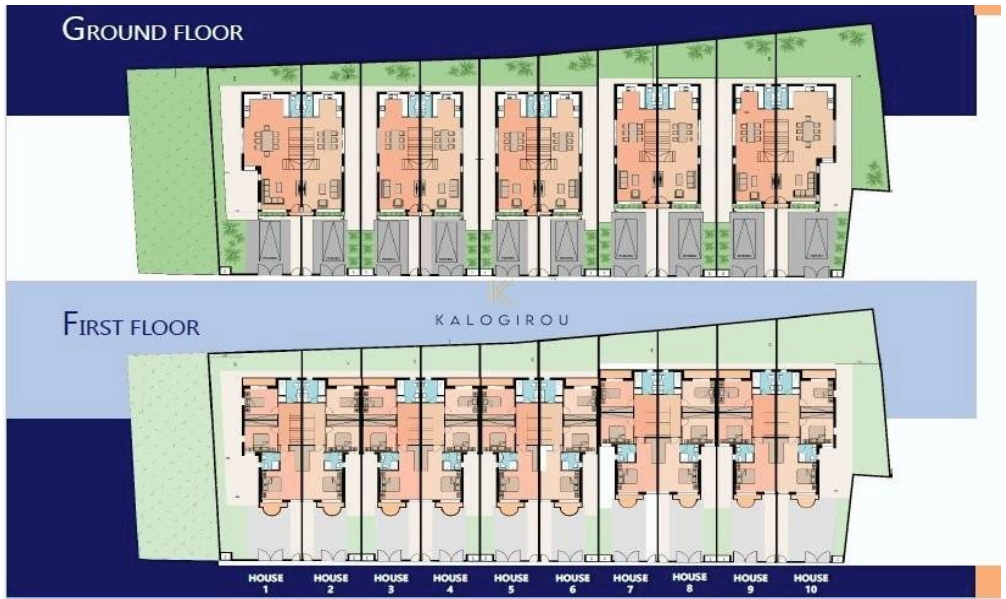 GROUND FLOOR
KALOGIROU
FIRST FLOOR
HOUSE 1
HOUSE 2
HOUSE 3
HOUSE 4
HOUSE 5
HOUSE 6
HOUSE 7
HOUSE 8
HOUSE 9
HOUSE 10